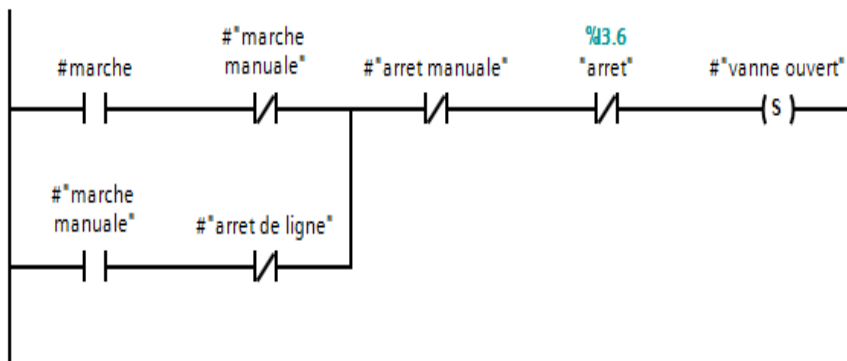 #"marche
manuale"
%I3.6
#marche
#"arret manuale"
"arret"
#"vanne ouvert"
S
#"marche
manuale"
#"arret de ligne"